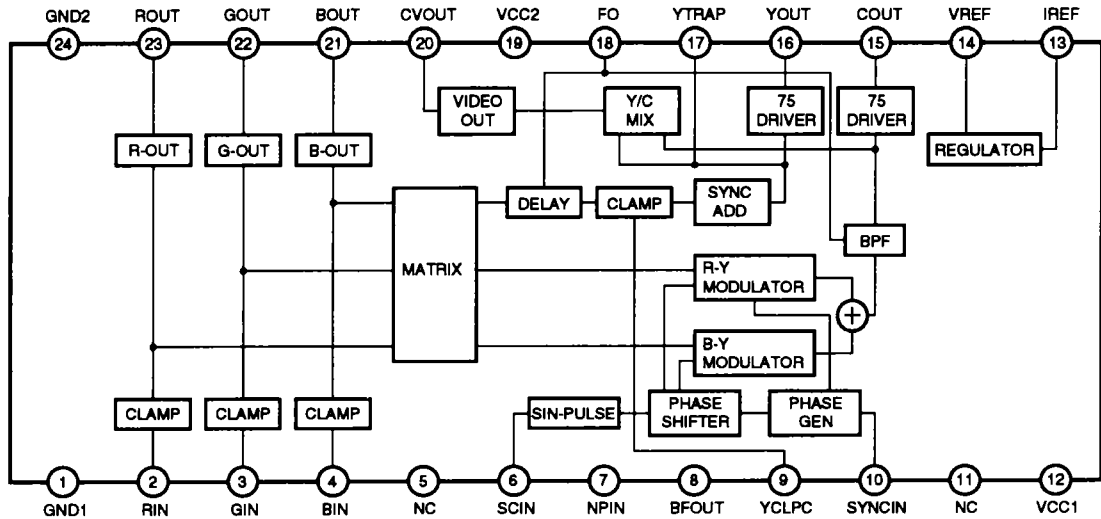 GND2 ROUT GOUT BOUT CVOUT VCC2 FO YTRAP YOUT COUT VREF IREF
24 23 22 21 20 19 18 17 16 15 14 13
VIDEO
OUT
Y/C
MIX
75
DRIVER
75
DRIVER
R-OUT
G-OUT
B-OUT
REGULATOR
MATRIX
DELAY
CLAMP
SYNC
ADD
BPF
R-Y
MODULATOR
+
B-Y
MODULATOR
CLAMP
CLAMP
CLAMP
SIN-PULSE
PHASE
SHIFTER
PHASE
GEN
1 2 3 4 5 6 7 8 9 10 11 12
GND1 RIN GIN BIN NC SCIN NPIN BFOUT YCLPC SYNCIN NC VCC1